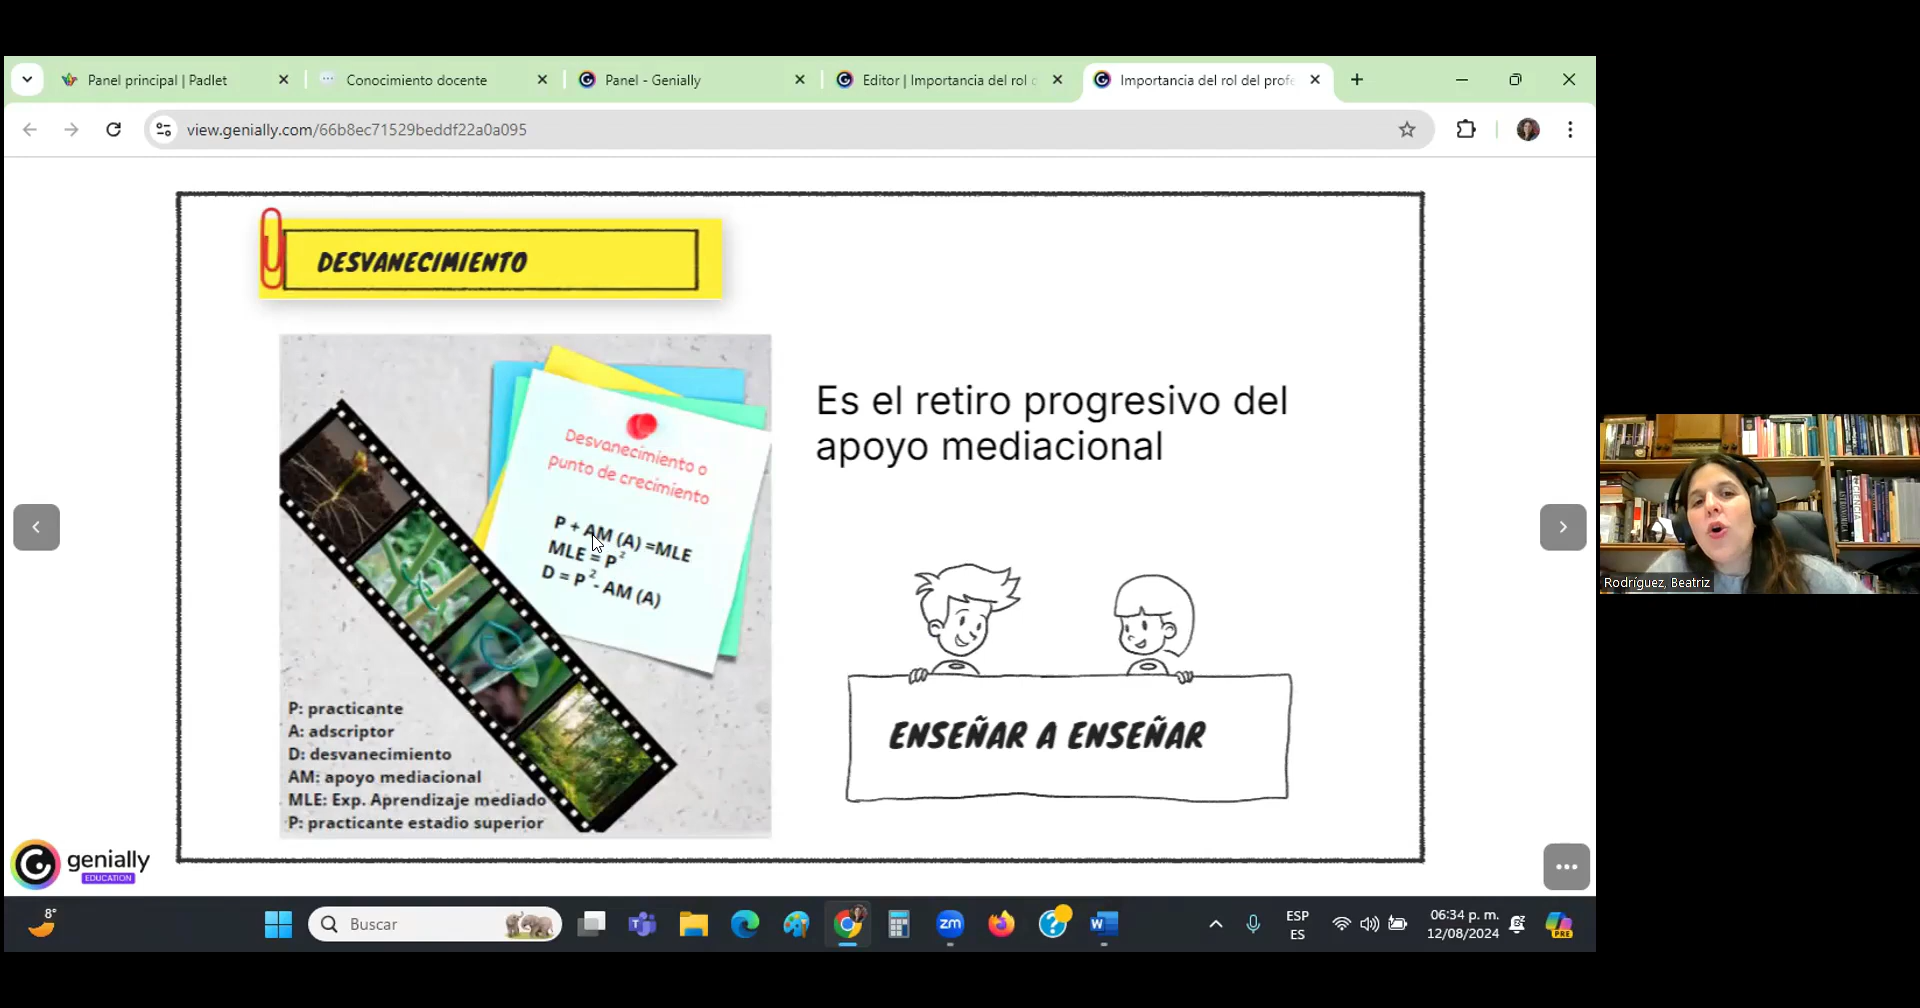 Panel principal | Padlet
Conocimiento docente
Panel - Genially
Editor | Importancia del rol d
Importancia del rol del profe
view.genially.com/66b8ec71529beddf22a0a095
DESVANECIMIENTO
Desvanecimiento o
punto de crecimiento
P + AM (A) =MLE
MLE = P²
D = P² - AM (A)
P: practicante
A: adscriptor
D: desvanecimiento
AM: apoyo mediacional
MLE: Exp. Aprendizaje mediado
P: practicante estadio superior
Es el retiro progresivo del
apoyo mediacional
ENSEÑAR A ENSEÑAR
genially
EDUCATION
Rodríguez, Beatriz
8°
Buscar
zm
W
ESP
ES
06:34 p. m.
12/08/2024
PRE